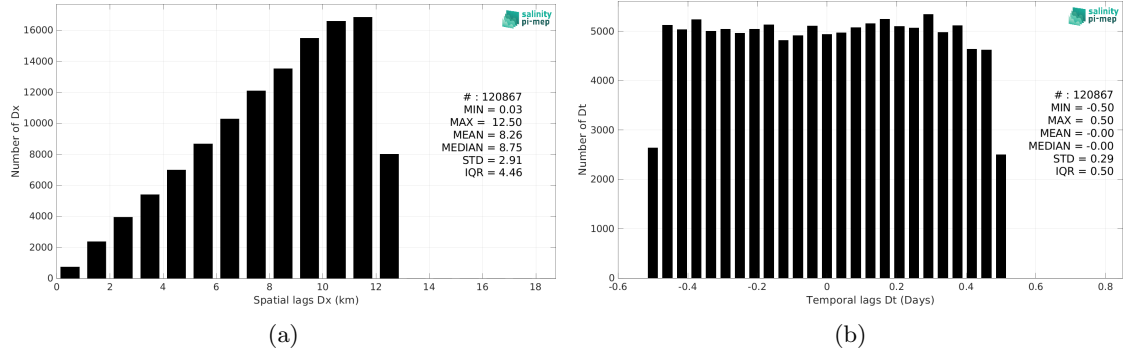 salinity
pi-mep
16000
14000
12000
10000
8000
6000
4000
2000
0
Number of Dx
# : 120867
MIN = 0.03
MAX = 12.50
MEAN = 8.26
MEDIAN = 8.75
STD = 2.91
IQR = 4.46
0 2 4 6 8 10 12 14 16 18
Spatial lags Dx (km)
(a)
salinity
pi-mep
5000
4000
3000
2000
1000
0
Number of Dt
# : 120867
MIN = -0.50
MAX = 0.50
MEAN = -0.00
MEDIAN = -0.00
STD = 0.29
IQR = 0.50
-0.6 -0.4 -0.2 0 0.2 0.4 0.6 0.8
Temporal lags Dt (Days)
(b)